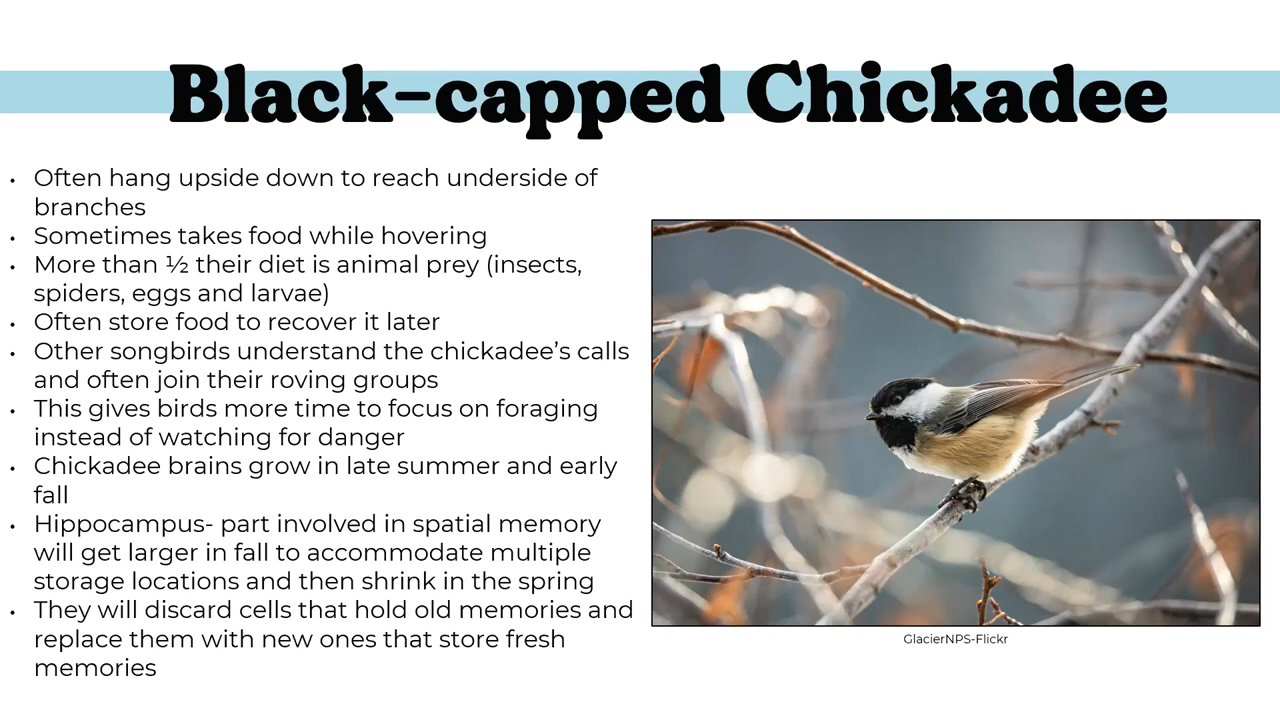 Black-capped Chickadee
• Often hang upside down to reach underside of
branches
• Sometimes takes food while hovering
• More than ½ their diet is animal prey (insects,
spiders, eggs and larvae)
• Often store food to recover it later
• Other songbirds understand the chickadee’s calls
and often join their roving groups
• This gives birds more time to focus on foraging
instead of watching for danger
• Chickadee brains grow in late summer and early
fall
• Hippocampus- part involved in spatial memory
will get larger in fall to accommodate multiple
storage locations and then shrink in the spring
• They will discard cells that hold old memories and
replace them with new ones that store fresh
memories
GlacierNPS-Flickr